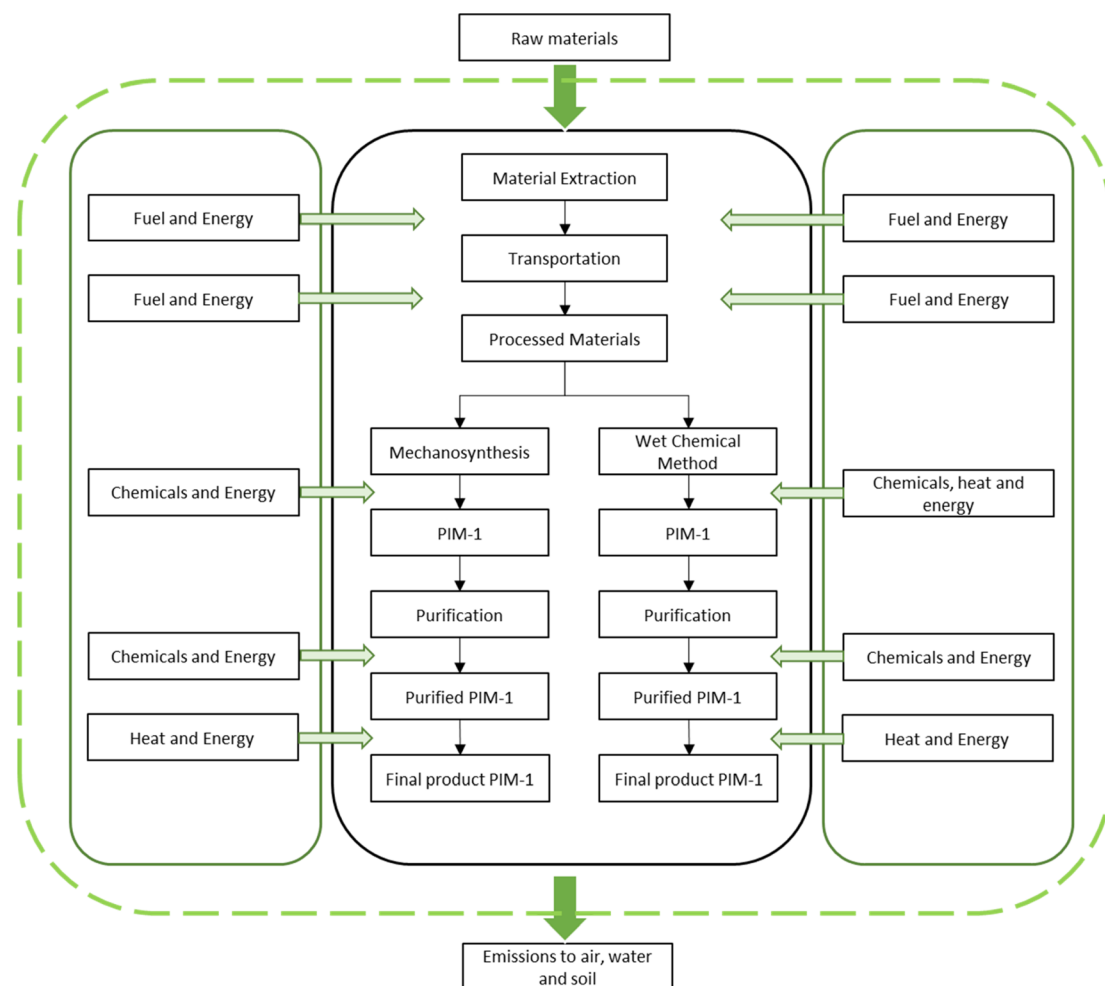 Raw materials
Material Extraction
Fuel and Energy
Fuel and Energy
Transportation
Fuel and Energy
Fuel and Energy
Processed Materials
Mechanosynthesis
Wet Chemical
Method
Chemicals and Energy
Chemicals, heat and
energy
PIM-1
PIM-1
Purification
Purification
Chemicals and Energy
Chemicals and Energy
Purified PIM-1
Purified PIM-1
Heat and Energy
Heat and Energy
Final product PIM-1
Final product PIM-1
Emissions to air, water
and soil